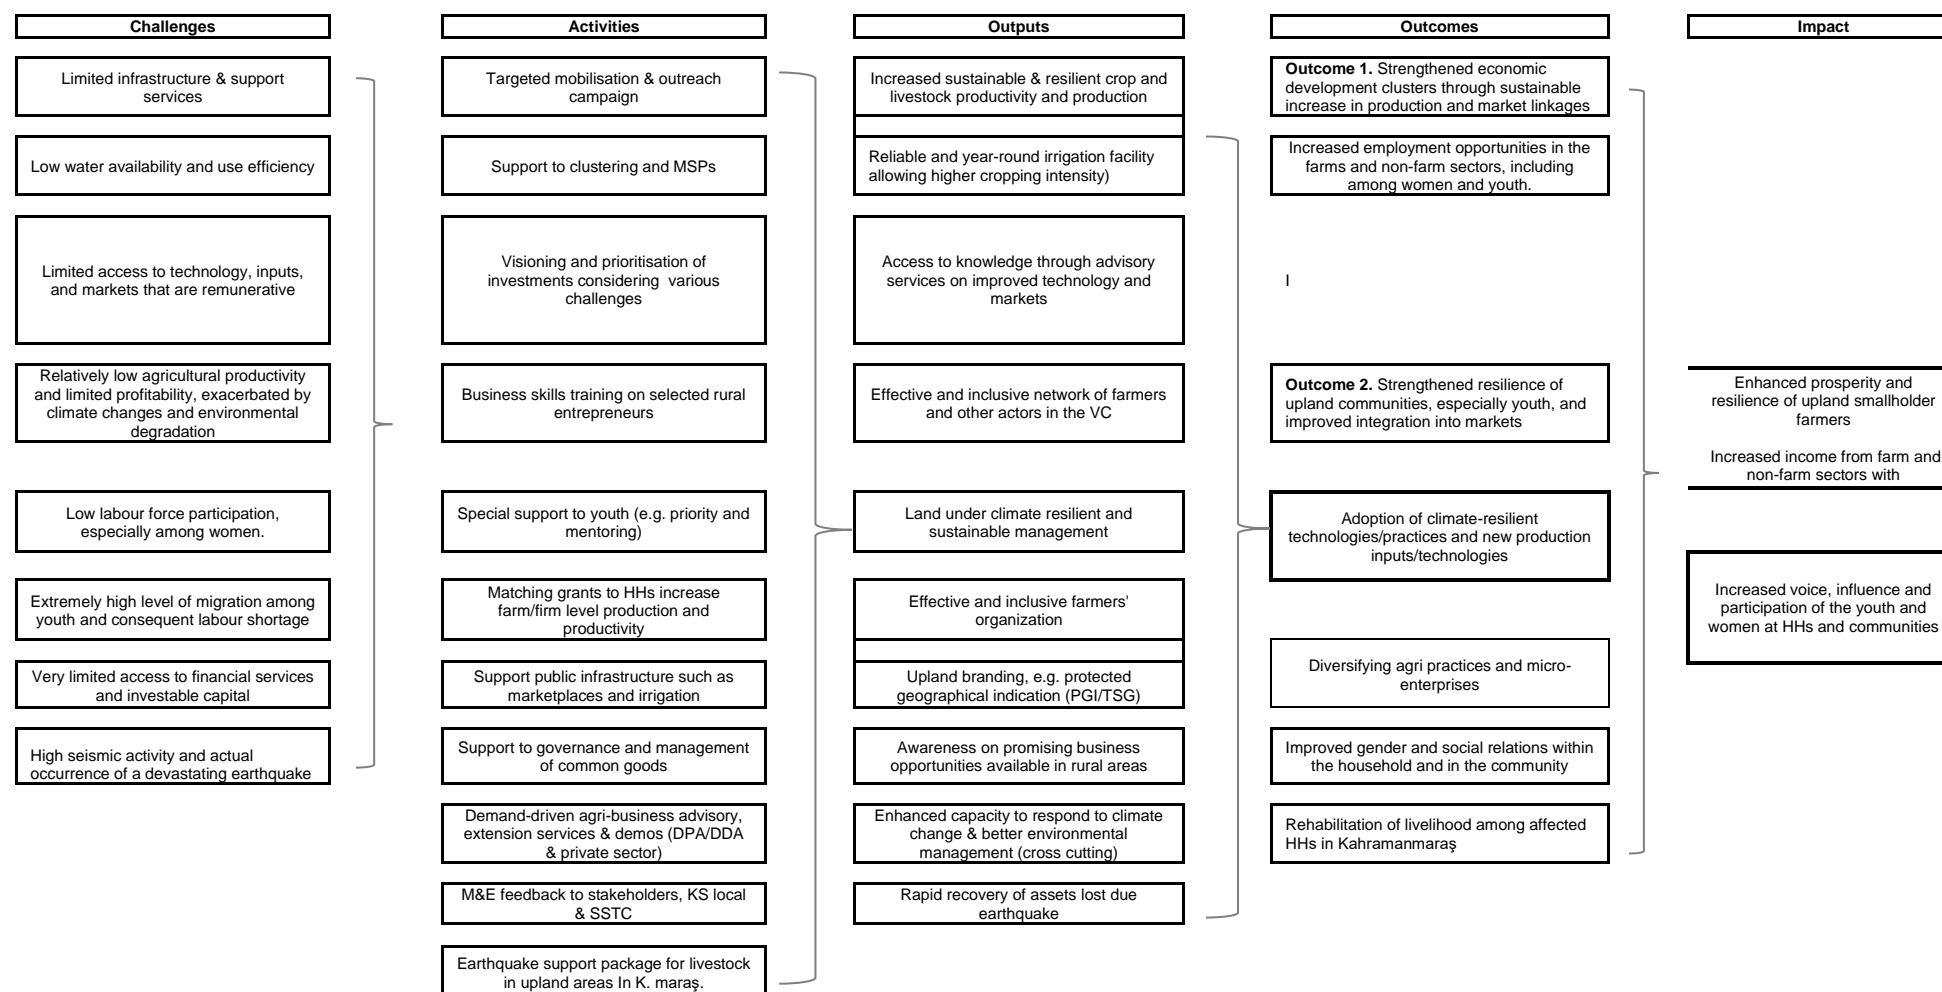 Challenges
Limited infrastructure & support
services
Low water availability and use efficiency
Limited access to technology, inputs,
and markets that are remunerative
Relatively low agricultural productivity
and limited profitability, exacerbated by
climate changes and environmental
degradation
Low labour force participation,
especially among women.
Extremely high level of migration among
youth and consequent labour shortage
Very limited access to financial services
and investable capital
High seismic activity and actual
occurrence of a devastating earthquake
Activities
Targeted mobilisation & outreach
campaign
Support to clustering and MSPs
Visioning and prioritisation of
investments considering various
challenges
Business skills training on selected rural
entrepreneurs
Special support to youth (e.g. priority and
mentoring)
Matching grants to HHs increase
farm/firm level production and
productivity
Support public infrastructure such as
marketplaces and irrigation
Support to governance and management
of common goods
Demand-driven agri-business advisory,
extension services & demos (DPA/DDA
& private sector)
M&E feedback to stakeholders, KS local
& SSTC
Earthquake support package for livestock
in upland areas In K. maraş.
Outputs
Increased sustainable & resilient crop and
livestock productivity and production
Reliable and year-round irrigation facility
allowing higher cropping intensity)
Access to knowledge through advisory
services on improved technology and
markets
Effective and inclusive network of farmers
and other actors in the VC
Land under climate resilient and
sustainable management
Effective and inclusive farmers'
organization
Upland branding, e.g. protected
geographical indication (PGI/TSG)
Awareness on promising business
opportunities available in rural areas
Enhanced capacity to respond to climate
change & better environmental
management (cross cutting)
Rapid recovery of assets lost due
earthquake
Outcomes
Outcome 1. Strengthened economic
development clusters through sustainable
increase in production and market linkages
Increased employment opportunities in the
farms and non-farm sectors, including
among women and youth.
I
Outcome 2. Strengthened resilience of
upland communities, especially youth, and
improved integration into markets
Adoption of climate-resilient
technologies/practices and new production
inputs/technologies
Diversifying agri practices and micro-
enterprises
Improved gender and social relations within
the household and in the community
Rehabilitation of livelihood among affected
HHs in Kahramanmaraş
Impact
Enhanced prosperity and
resilience of upland smallholder
farmers
Increased income from farm and
non-farm sectors with
Increased voice, influence and
participation of the youth and
women at HHs and communities